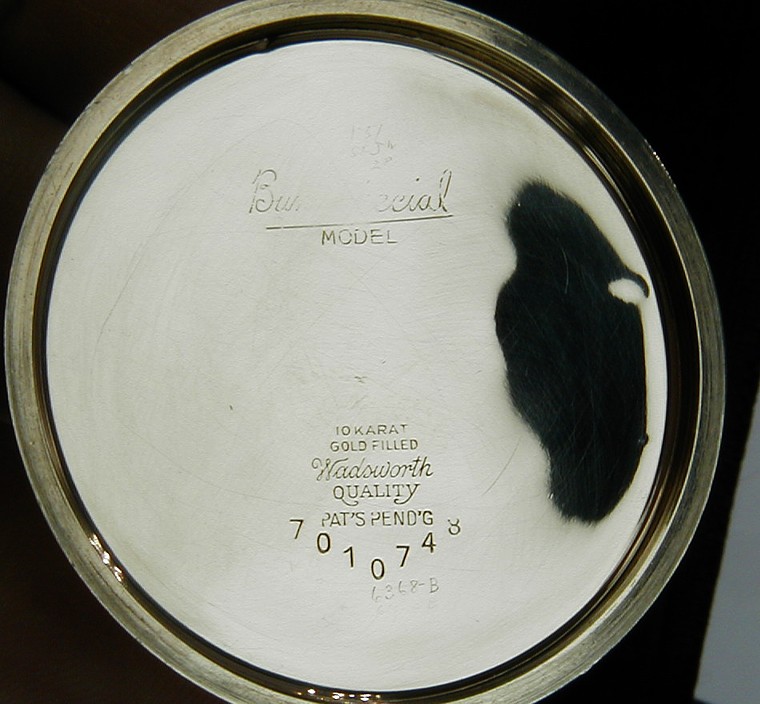 MODEL
10 KARAT
GOLD FILLED
Wadsworth
QUALITY
PAT'S PEND'G
7010748
6368-B